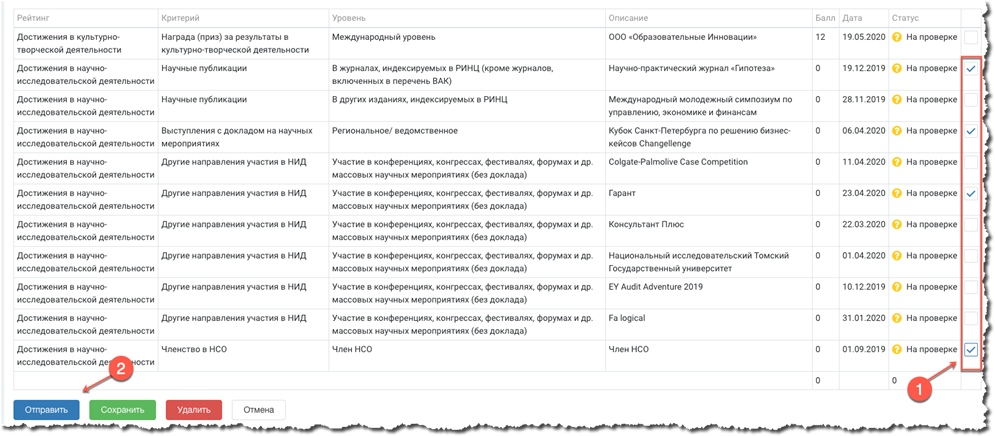 Рейтинг Критерий Уровень Описание Балл Дата Статус
Достижения в культурно- Награда (приз) за результаты в Международный уровень ООО «Образовательные Инновации» 12 19.05.2020 ? На проверке
творческой деятельности культурно-творческой деятельности
Достижения в научно- Научные публикации В журналах, индексируемых в РИНЦ (кроме журналов, Научно-практический журнал «Гипотеза» 0 19.12.2019 ? На проверке
исследовательской деятельности включенных в перечень ВАК)
Достижения в научно- Научные публикации В других изданиях, индексируемых в РИНЦ Международный молодежный симпозиум по 0 28.11.2019 ? На проверке
исследовательской деятельности управлению, экономике и финансам
Достижения в научно- Выступления с докладом на научных Региональное/ ведомственное Кубок Санкт-Петербурга по решению бизнес- 0 06.04.2020 ? На проверке
исследовательской деятельности мероприятиях кейсов Changellenge
Достижения в научно- Другие направления участия в НИД Участие в конференциях, конгрессах, фестивалях, форумах и др. Colgate-Palmolive Case Competition 0 11.04.2020 ? На проверке
исследовательской деятельности массовых научных мероприятиях (без доклада)
Достижения в научно- Другие направления участия в НИД Участие в конференциях, конгрессах, фестивалях, форумах и др. Гарант 0 23.04.2020 ? На проверке
исследовательской деятельности массовых научных мероприятиях (без доклада)
Достижения в научно- Другие направления участия в НИД Участие в конференциях, конгрессах, фестивалях, форумах и др. Консультант Плюс 0 22.03.2020 ? На проверке
исследовательской деятельности массовых научных мероприятиях (без доклада)
Достижения в научно- Другие направления участия в НИД Участие в конференциях, конгрессах, фестивалях, форумах и др. Национальный исследовательский Томский 0 01.04.2020 ? На проверке
исследовательской деятельности массовых научных мероприятиях (без доклада) Государственный университет
Достижения в научно- Другие направления участия в НИД Участие в конференциях, конгрессах, фестивалях, форумах и др. EY Audit Adventure 2019 0 10.12.2019 ? На проверке
исследовательской деятельности массовых научных мероприятиях (без доклада)
Достижения в научно- Другие направления участия в НИД Участие в конференциях, конгрессах, фестивалях, форумах и др. Fa logical 0 31.01.2020 ? На проверке
исследовательской деятельности массовых научных мероприятиях (без доклада)
Достижения в научно- Членство в НСО Член НСО Член НСО 0 01.09.2019 ? На проверке
исследовательской деятельности
0 0
2 1
Отправить Сохранить Удалить Отмена